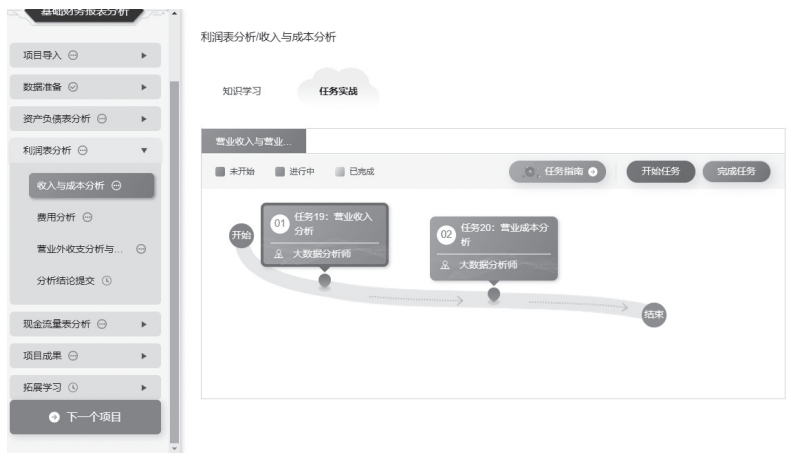 基础财务报表分析
项目导入
数据准备
资产负债表分析
利润表分析
收入与成本分析
费用分析
营业外收支分析与...
分析结论提交
现金流量表分析
项目成果
拓展学习
下一个项目
利润表分析/收入与成本分析
知识学习 任务实战
营业收入与营业...
未开始 进行中 已完成 任务指南 开始任务 完成任务
开始
01 任务19：营业收入
分析
大数据分析师
02 任务20：营业成本分
析
大数据分析师
结束